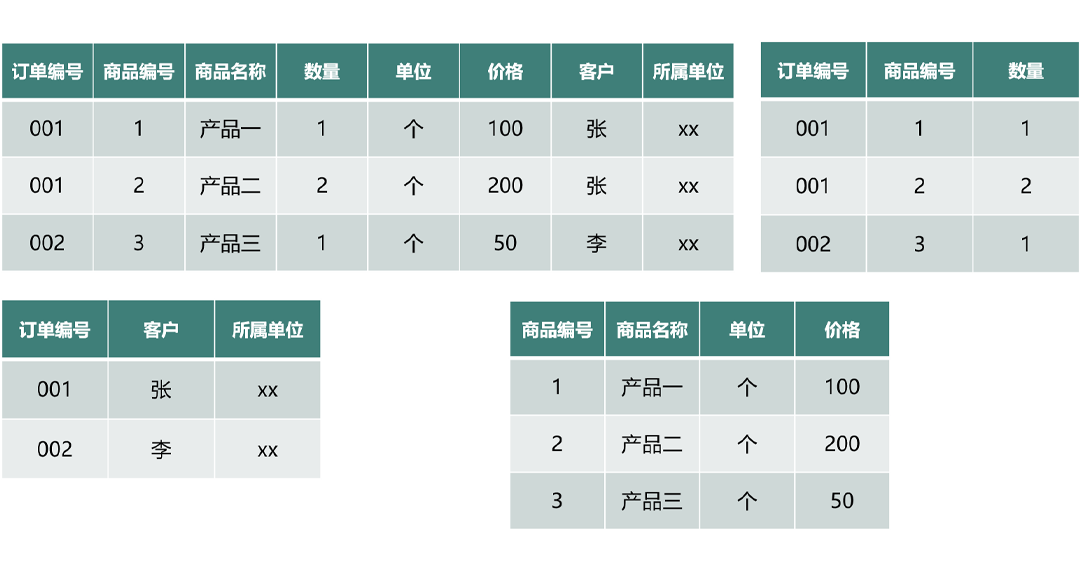 订单编号 商品编号 商品名称 数量 单位 价格 客户 所属单位
001 1 产品一 1 个 100 张 xx
001 2 产品二 2 个 200 张 xx
002 3 产品三 1 个 50 李 xx
订单编号 商品编号 数量
001 1 1
001 2 2
002 3 1
订单编号 客户 所属单位
001 张 xx
002 李 xx
商品编号 商品名称 单位 价格
1 产品一 个 100
2 产品二 个 200
3 产品三 个 50